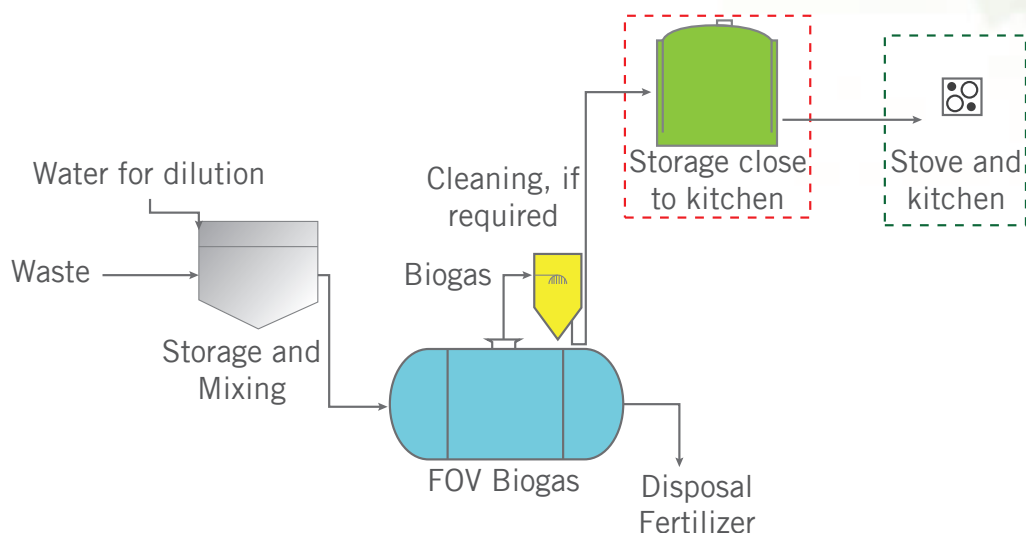 Water for dilution
Waste
Storage and
Mixing
Biogas
Cleaning, if
required
Storage close
to kitchen
Stove and
kitchen
FOV Biogas
Disposal
Fertilizer